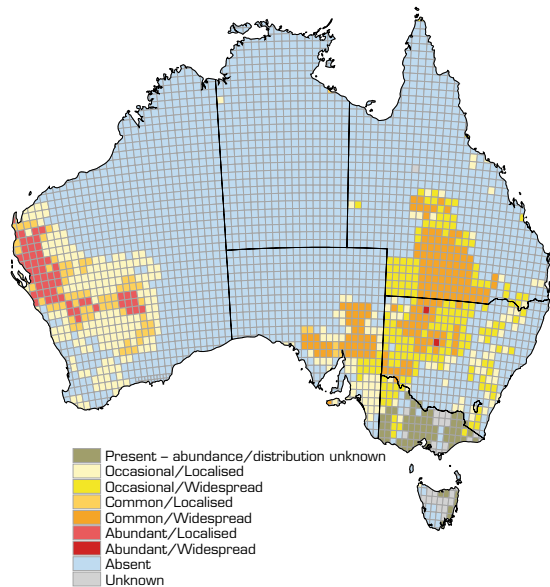 Present – abundance/distribution unknown
Occasional/Localised
Occasional/Widespread
Common/Localised
Common/Widespread
Abundant/Localised
Abundant/Widespread
Absent
Unknown